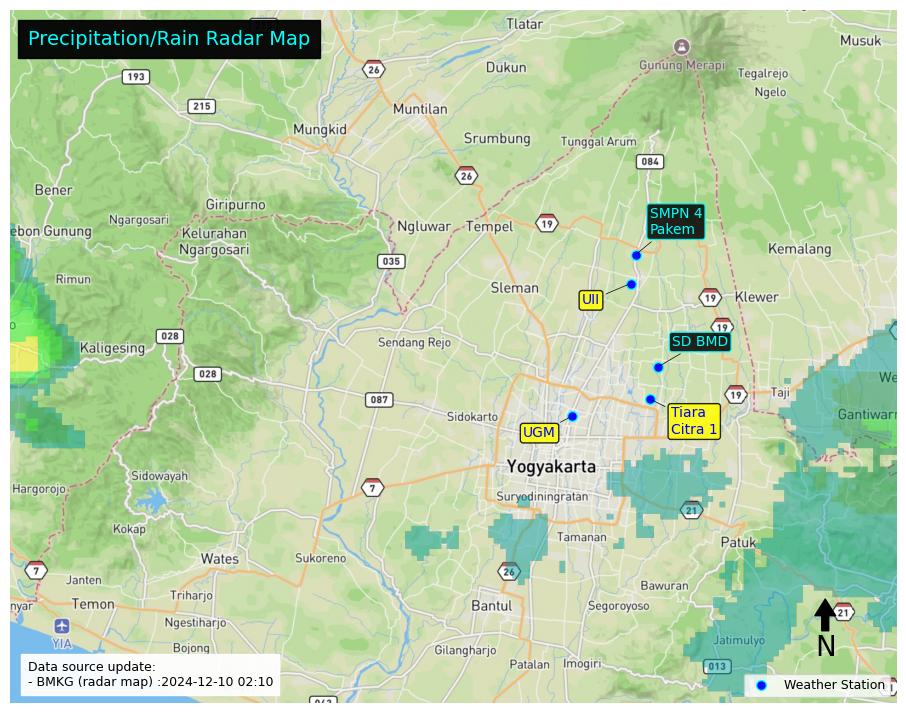 Precipitation/Rain Radar Map
Tlatar
Musuk
26
Dukun
Gunung Merapi
Tegalrejo
193
Ngelo
215
Muntilan
Mungkid
Srumbung
Tunggal Arum
084
26
Bener
Giripurno
SMPN 4
Pakem
Ngargosari
Ngluwar
Tempel
19
ebon Gunung
Kelurahan
Ngargosari
Kemalang
035
Rimun
Sleman
UII
19
Klewer
19
028
Sendang Rejo
SD BMD
Kaligesing
028
We
087
19
Taji
Sidokarto
Tiara
Citra 1
Gantiwarn
UGM
Yogyakarta
Sidowayah
Hargorojo
7
Suryodiningratan
21
Kokap
Tamanan
Patuk
Wates
Sukoreno
7
26
Janten
Bawuran
Triharjo
nyar
Temon
Bantul
Segoroyoso
21
Ngestiharjo
YIA
Jatimulyo
N
Bojong
Gilangharjo
Patalan
Imogiri
013
Data source update:
- BMKG (radar map) :2024-12-10 02:10
Weather Station